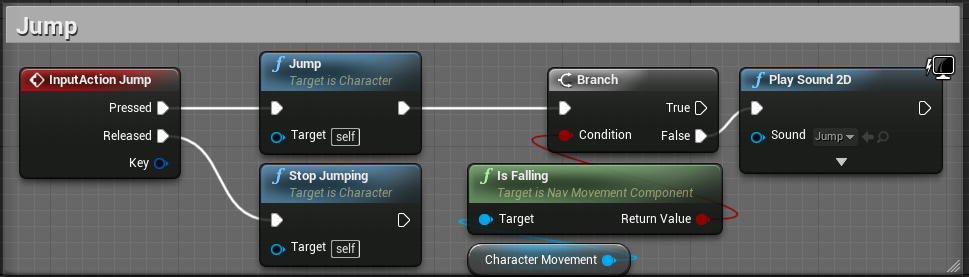 Jump
InputAction Jump
Pressed
Released
Key
f Jump
Target is Character
Target self
f Stop Jumping
Target is Character
Target self
Branch
True
Condition False
f Is Falling
Target is Nav Movement Component
Target Return Value
Character Movement
f Play Sound 2D
Sound Jump